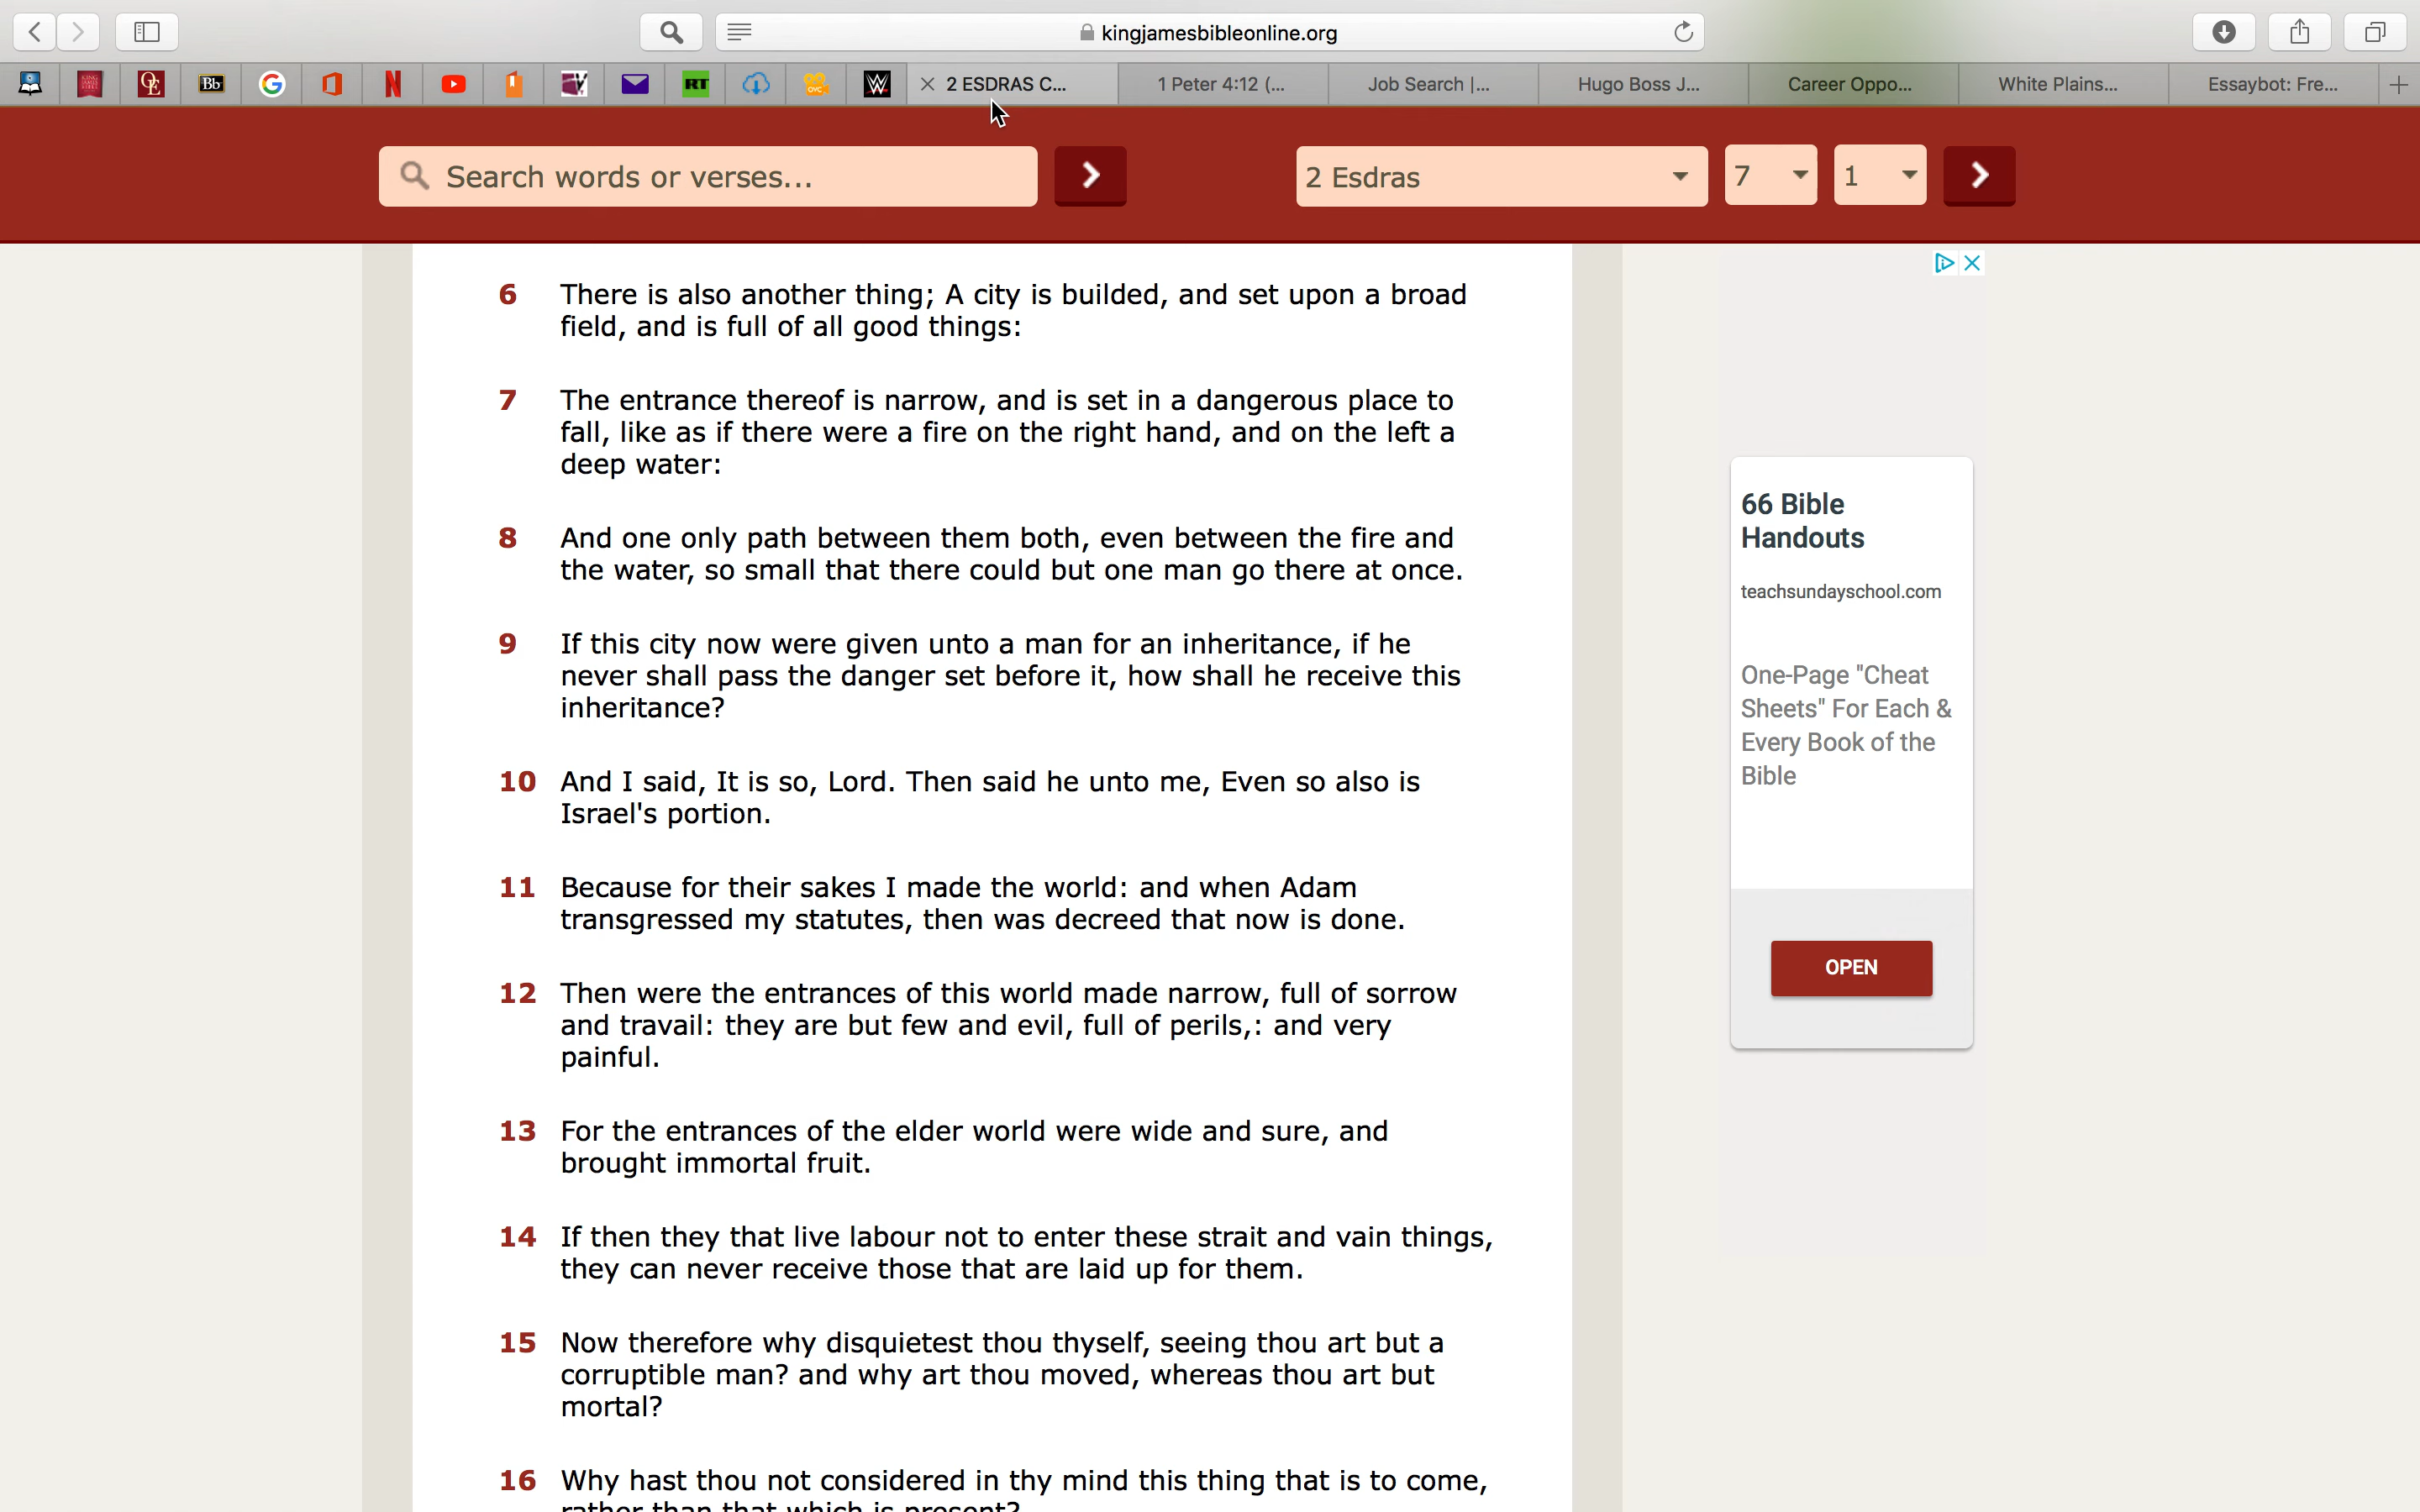 kingjamesbibleonline.org
Bb
RT
2 ESDRAS C...
1 Peter 4:12 (...
Job Search |...
Hugo Boss J...
Career Oppo...
White Plains...
Essaybot: Fre...
Search words or verses...
2 Esdras
7
1
6 There is also another thing; A city is builded, and set upon a broad
field, and is full of all good things:
7 The entrance thereof is narrow, and is set in a dangerous place to
fall, like as if there were a fire on the right hand, and on the left a
deep water:
8 And one only path between them both, even between the fire and
the water, so small that there could but one man go there at once.
9 If this city now were given unto a man for an inheritance, if he
never shall pass the danger set before it, how shall he receive this
inheritance?
10 And I said, It is so, Lord. Then said he unto me, Even so also is
Israel's portion.
11 Because for their sakes I made the world: and when Adam
transgressed my statutes, then was decreed that now is done.
12 Then were the entrances of this world made narrow, full of sorrow
and travail: they are but few and evil, full of perils,: and very
painful.
13 For the entrances of the elder world were wide and sure, and
brought immortal fruit.
14 If then they that live labour not to enter these strait and vain things,
they can never receive those that are laid up for them.
15 Now therefore why disquietest thou thyself, seeing thou art but a
corruptible man? and why art thou moved, whereas thou art but
mortal?
16 Why hast thou not considered in thy mind this thing that is to come,
rather than that which is present?
66 Bible
Handouts
teachsundayschool.com
One-Page "Cheat
Sheets" For Each &
Every Book of the
Bible
OPEN